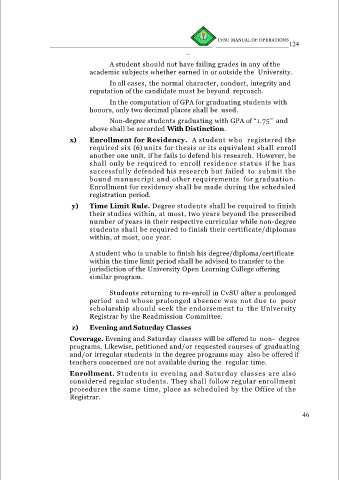 CVSU MANUAL OF OPERATIONS
124
A student should not have failing grades in any of the
academic subjects whether earned in or outside the University.
In all cases, the normal character, conduct, integrity and
reputation of the candidate must be beyond reproach.
In the computation of GPA for graduating students with
honors, only two decimal places shall be used.
Non-degree students graduating with GPA of "1.75" and
above shall be accorded With Distinction.
x) Enrollment for Residency. A student who registered the
required six (6) units for thesis or its equivalent shall enroll
another one unit, if he fails to defend his research. However, he
shall only be required to enroll residence status if he has
successfully defended his research but failed to submit the
bound manuscript and other requirements for graduation.
Enrollment for residency shall be made during the scheduled
registration period.
y) Time Limit Rule. Degree students shall be required to finish
their studies within, at most, two years beyond the prescribed
number of years in their respective curricular while non-degree
students shall be required to finish their certificate/diplomas
within, at most, one year.
A student who is unable to finish his degree/diploma/certificate
within the time limit period shall be advised to transfer to the
jurisdiction of the University Open Learning College offering
similar program.
Students returning to re-enroll in CvSU after a prolonged
period and whose prolonged absence was not due to poor
scholarship should seek the endorsement to the University
Registrar by the Readmission Committee.
z) Evening and Saturday Classes
Coverage. Evening and Saturday classes will be offered to non- degree
programs. Likewise, petitioned and/or requested courses of graduating
and/or irregular students in the degree programs may also be offered if
teachers concerned are not available during the regular time.
Enrollment. Students in evening and Saturday classes are also
considered regular students. They shall follow regular enrollment
procedures the same time, place as scheduled by the Office of the
Registrar.
46